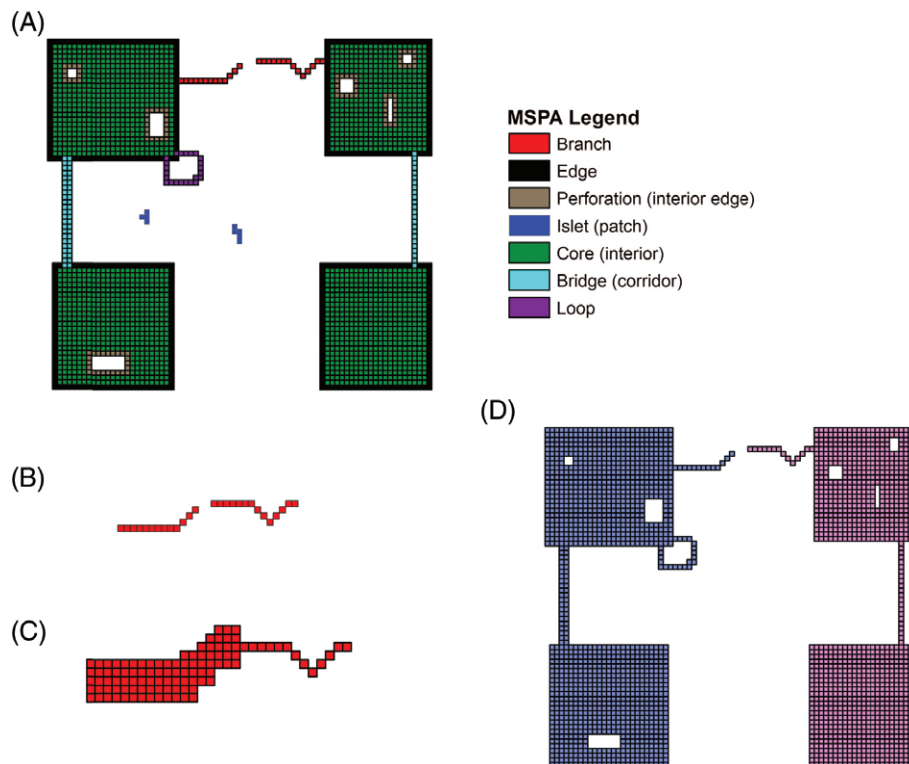 (A)
MSPA Legend
Branch
Edge
Perforation (interior edge)
Islet (patch)
Core (interior)
Bridge (corridor)
Loop
(D)
(B)
(C)